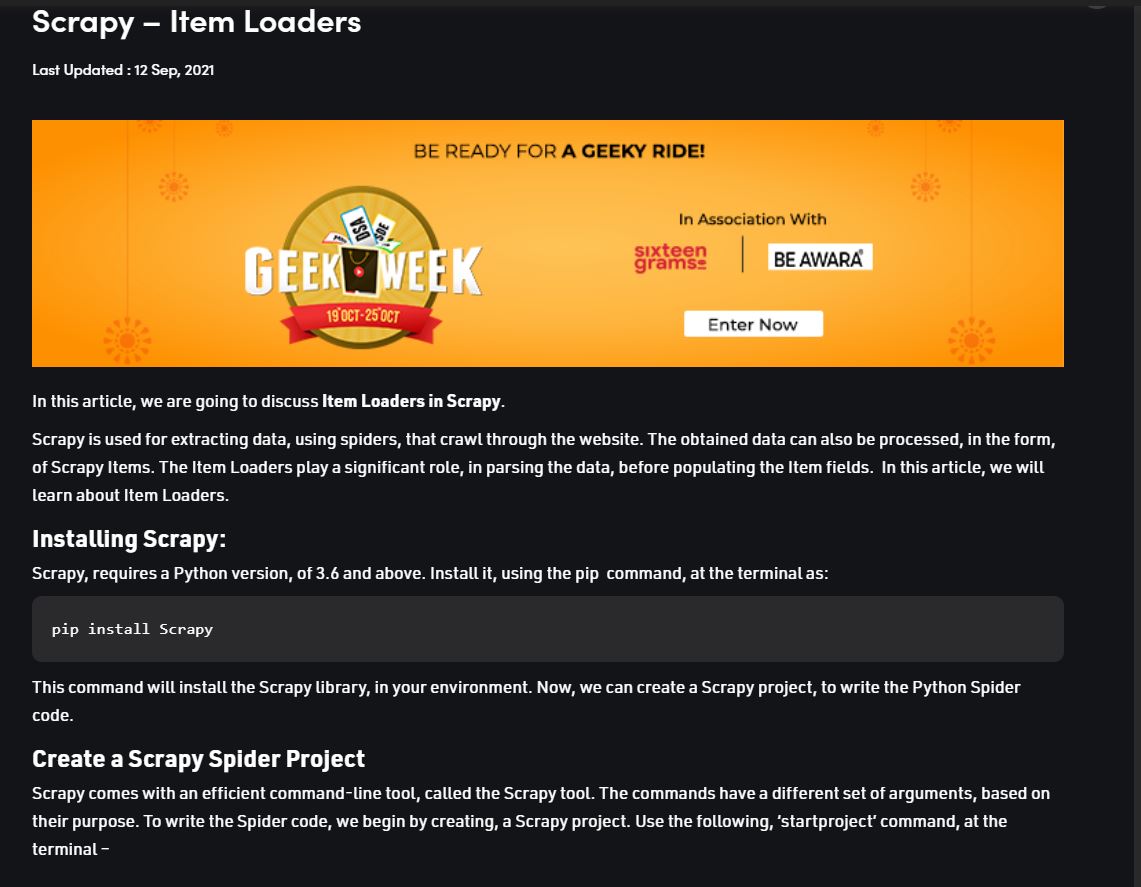 Scrapy – Item Loaders
Last Updated : 12 Sep, 2021
BE READY FOR A GEEKY RIDE!
DSA
GEEK WEEK
19 OCT - 25 OCT
In Association With
sixteen
grams
BE AWARA
Enter Now
In this article, we are going to discuss Item Loaders in Scrapy.
Scrapy is used for extracting data, using spiders, that crawl through the website. The obtained data can also be processed, in the form,
of Scrapy Items. The Item Loaders play a significant role, in parsing the data, before populating the Item fields.  In this article, we will
learn about Item Loaders.
Installing Scrapy:
Scrapy, requires a Python version, of 3.6 and above. Install it, using the pip  command, at the terminal as:
pip install Scrapy
This command will install the Scrapy library, in your environment. Now, we can create a Scrapy project, to write the Python Spider
code.
Create a Scrapy Spider Project
Scrapy comes with an efficient command-line tool, called the Scrapy tool. The commands have a different set of arguments, based on
their purpose. To write the Spider code, we begin by creating, a Scrapy project. Use the following, ‘startproject’ command, at the
terminal –